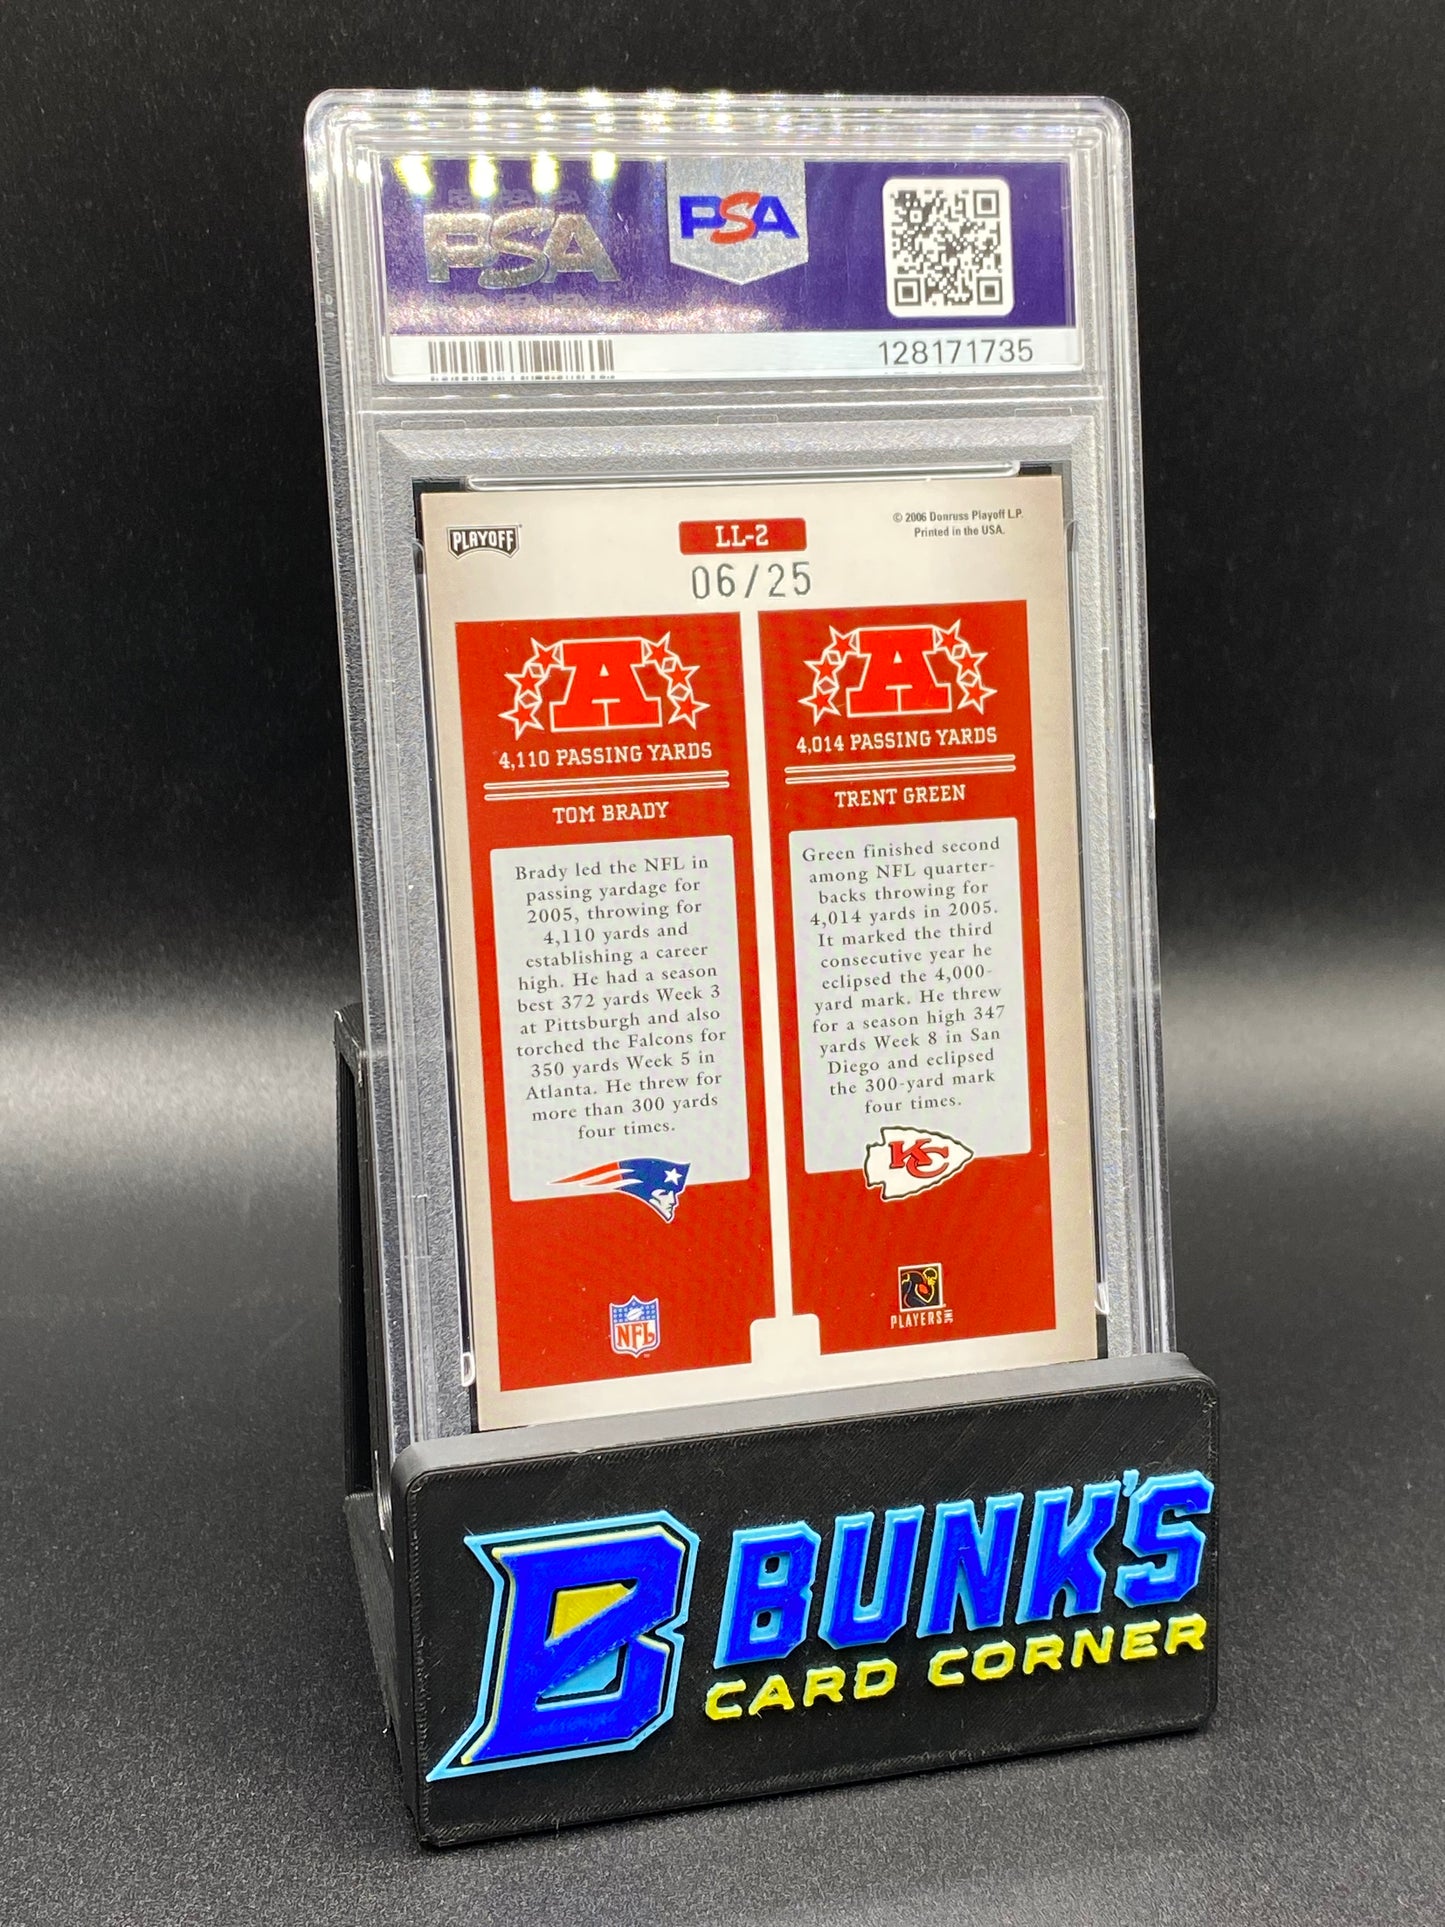 PSA
PSA
128171735
PLAYOFF
LL-2
© 2006 Donruss Playoff L.P.
Printed in the USA.
06/25
A
4,110 PASSING YARDS
TOM BRADY
Brady led the NFL in
passing yardage for
2005, throwing for
4,110 yards and
establishing a career
high. He had a season
best 372 yards Week 3
at Pittsburgh and also
torched the Falcons for
350 yards Week 5 in
Atlanta. He threw for
more than 300 yards
four times.
NFL
A
4,014 PASSING YARDS
TRENT GREEN
Green finished second
among NFL quarter-
backs throwing for
4,014 yards in 2005.
It marked the third
consecutive year he
eclipsed the 4,000-
yard mark. He threw
for a season high 347
yards Week 8 in San
Diego and eclipsed
the 300-yard mark
four times.
KC
PLAYERS INC
B
BUNK'S
CARD CORNER